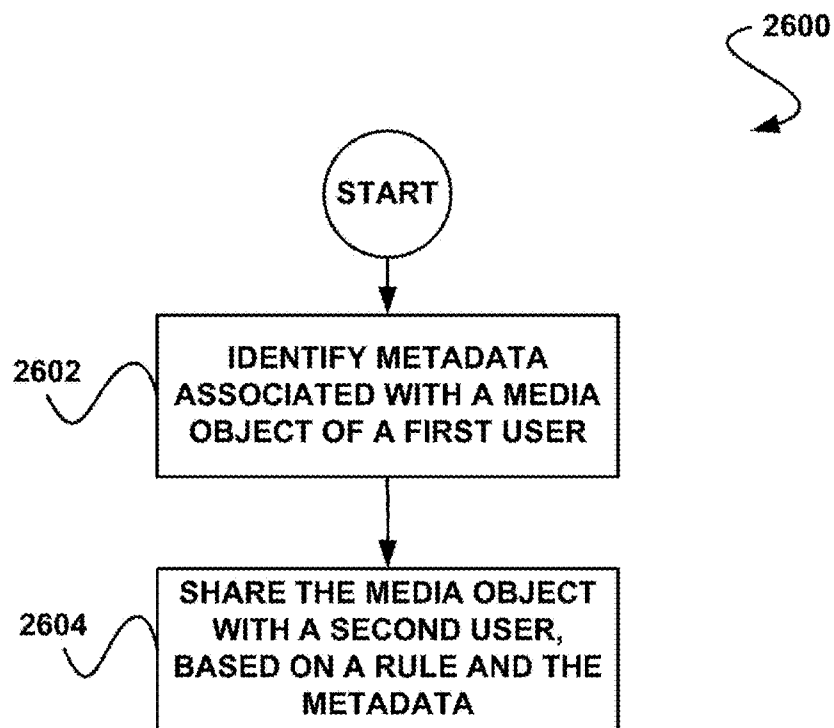 2600
START
2602
IDENTIFY METADATA
ASSOCIATED WITH A MEDIA
OBJECT OF A FIRST USER
2604
SHARE THE MEDIA OBJECT
WITH A SECOND USER,
BASED ON A RULE AND THE
METADATA